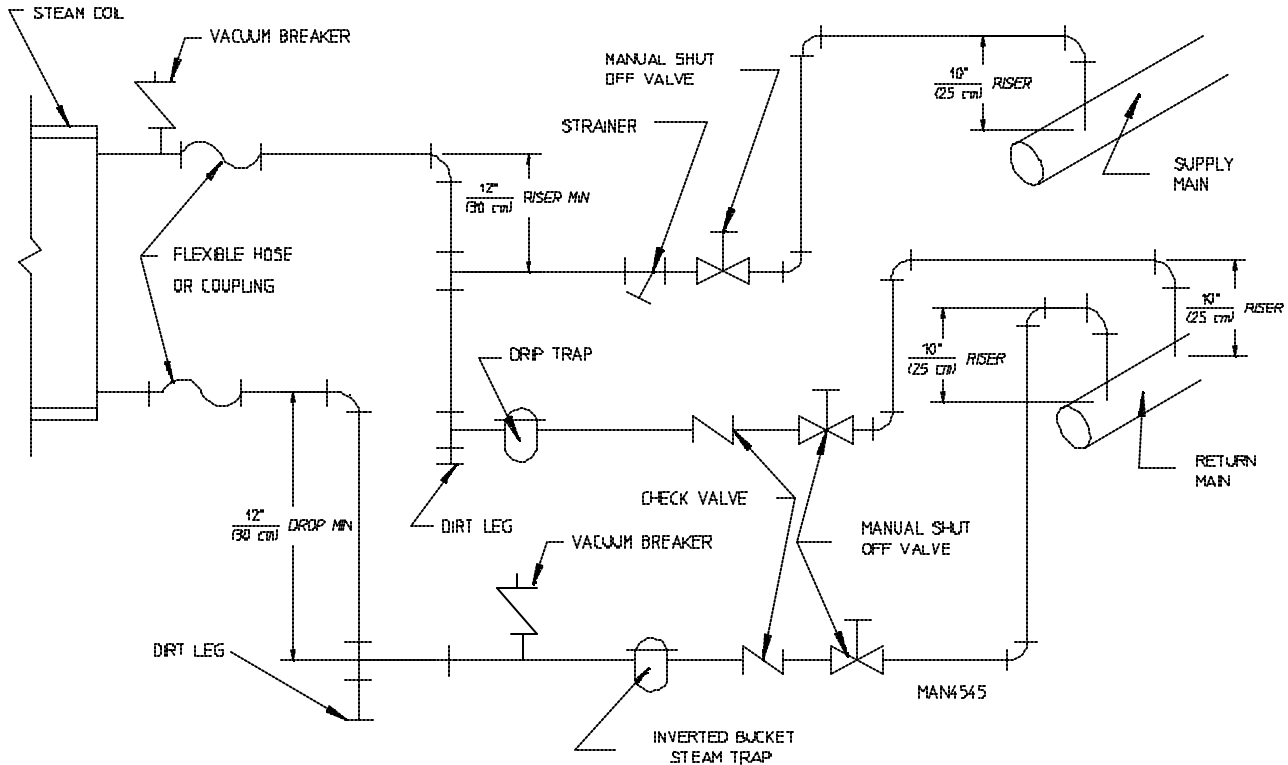 STEAM COIL
VACUUM BREAKER
MANUAL SHUT
OFF VALVE
10"
(25 cm) RISER
STRAINER
SUPPLY
MAIN
12"
(30 cm) RISER MIN
FLEXIBLE HOSE
OR COUPLING
10"
(25 cm) RISER
10"
(25 cm) RISER
DRIP TRAP
RETURN
MAIN
CHECK VALVE
DIRT LEG
12"
(30 cm) DROP MIN
VACUUM BREAKER
MANUAL SHUT
OFF VALVE
DIRT LEG
MAN4545
INVERTED BUCKET
STEAM TRAP